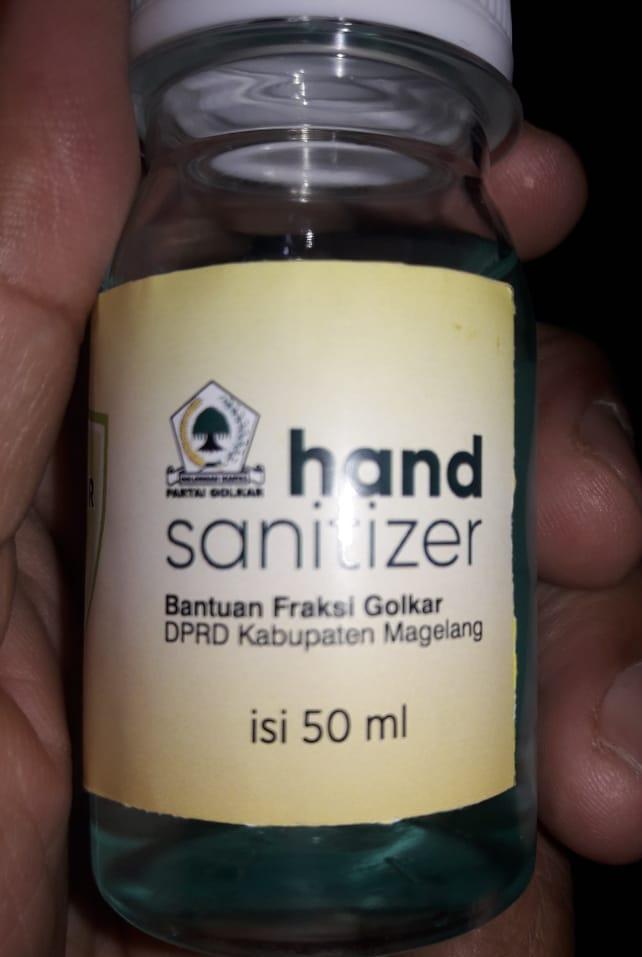 PARTAI GOLKAR
hand
sanitizer
Bantuan Fraksi Golkar
DPRD Kabupaten Magelang
isi 50 ml
R